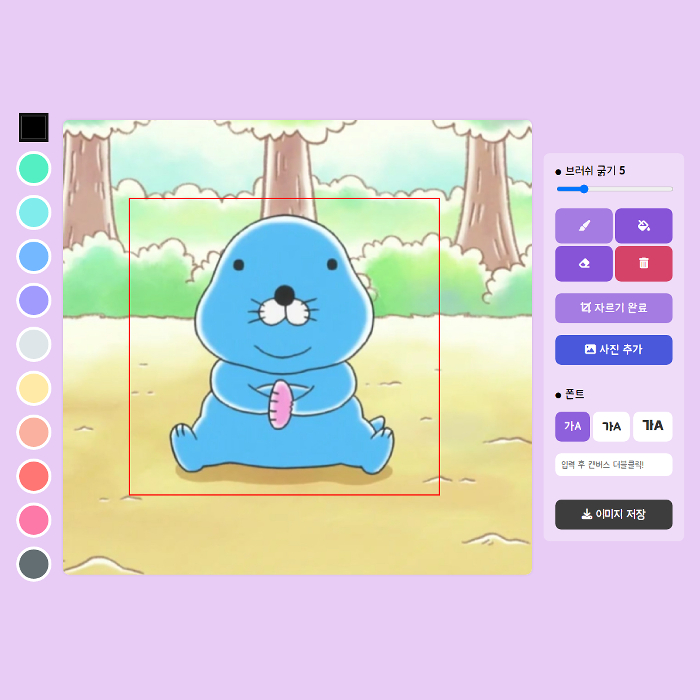 ● 브러쉬 굵기 5
자르기 완료
사진 추가
● 폰트
가A 가A 가A
입력 후 캔버스 더블클릭!
이미지 저장